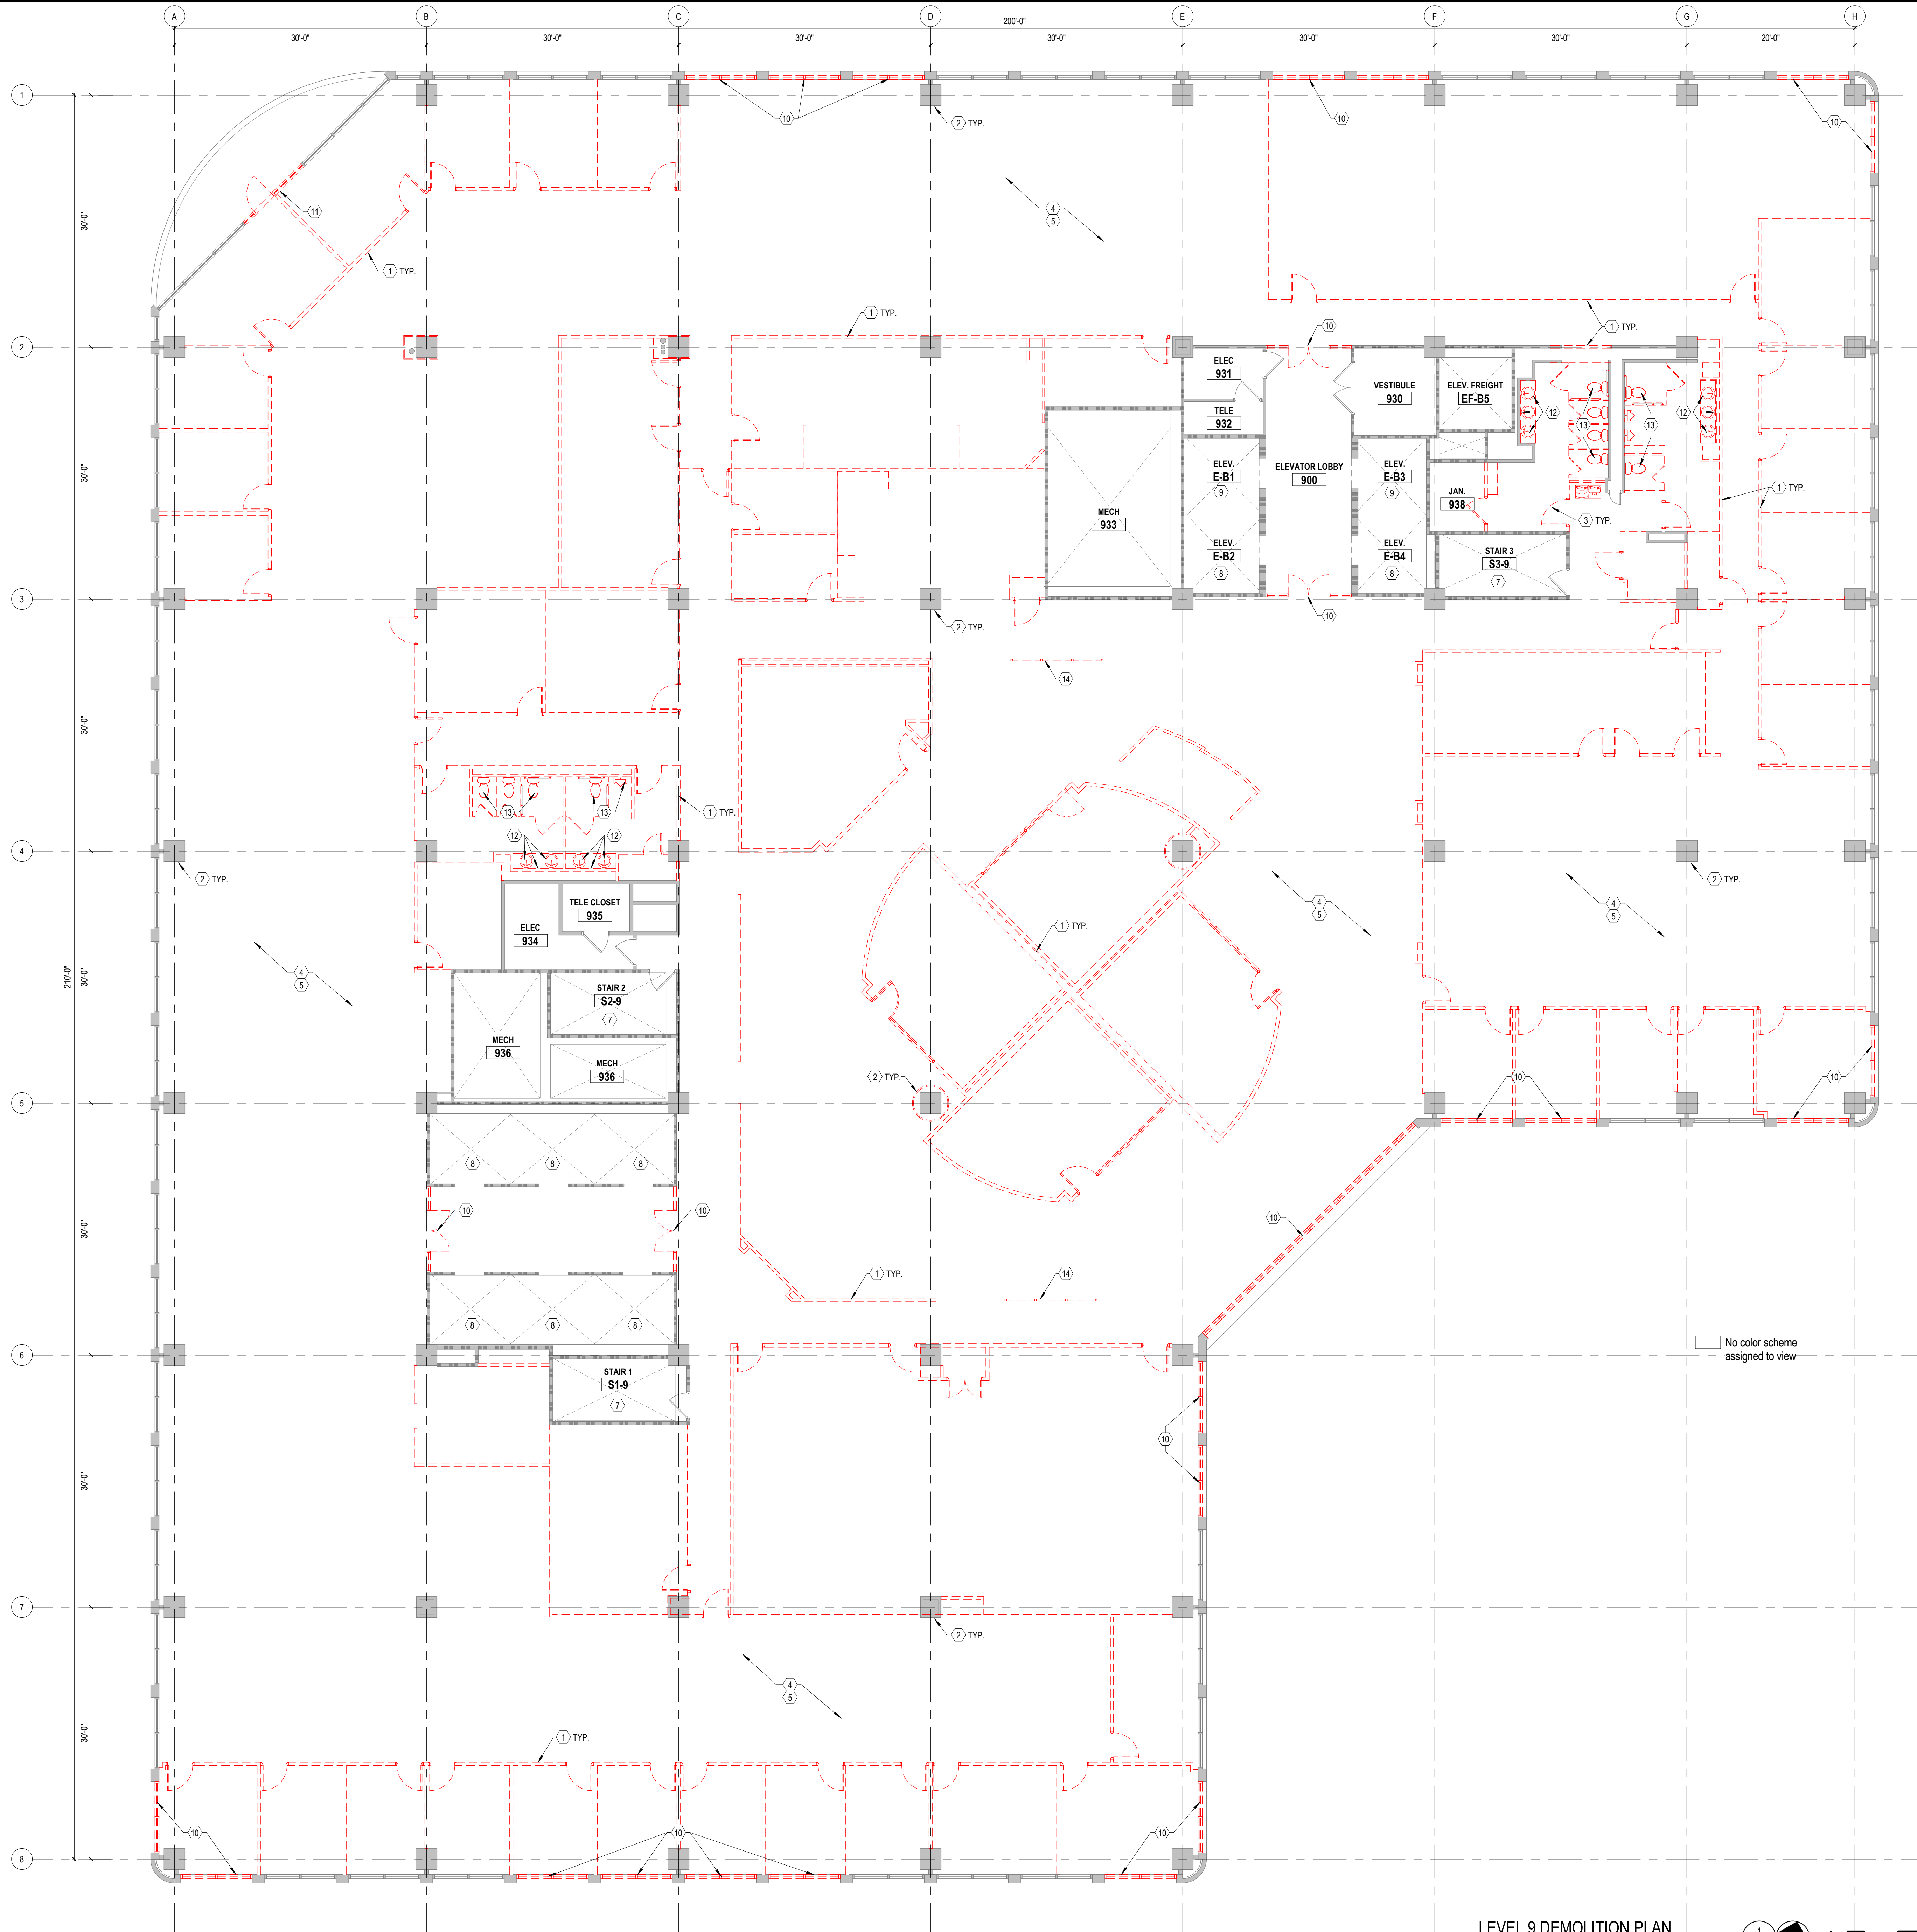 A B C D E F G H
200'-0"
30'-0" 30'-0" 30'-0" 30'-0" 30'-0" 30'-0" 20'-0"
1
10 10 10
2 TYP.
11
4
5
30'-0"
1 TYP.
1 TYP.
10
1 TYP.
2
ELEC
931
VESTIBULE
930
ELEV. FREIGHT
EF-B5
TELE
932
12 13 13 12
30'-0"
ELEV.
E-B1
9
ELEVATOR LOBBY
900
ELEV.
E-B3
9
JAN.
938
1 TYP.
MECH
933
3 TYP.
ELEV.
E-B2
8
ELEV.
E-B4
8
STAIR 3
S3-9
7
3
2 TYP.
10
14
30'-0"
13 13
1 TYP.
12 12
4
2 TYP.
2 TYP.
TELE CLOSET
935
ELEC
934
4
5
4
5
1 TYP.
210'-0"
30'-0"
4
5
STAIR 2
S2-9
7
MECH
936
MECH
936
2 TYP.
10 10
5
8 8 8
10 10
10
30'-0"
1 TYP.
14
8 8 8
No color scheme
assigned to view
6
STAIR 1
S1-9
7
10
30'-0"
7
2 TYP.
4
5
30'-0"
1 TYP.
10 10 10
8
LEVEL 9 DEMOLITION PLAN
1